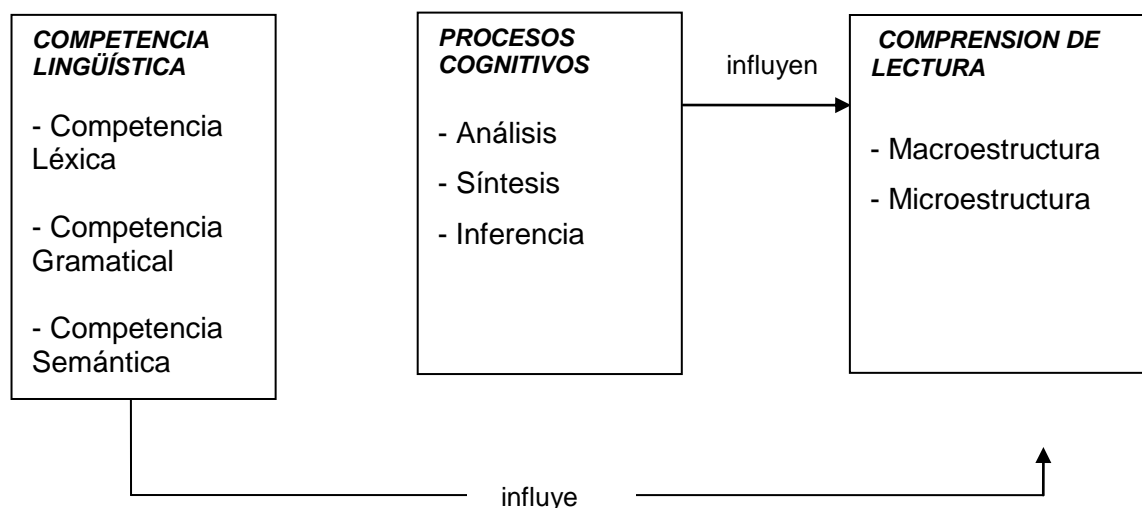 COMPETENCIA
LINGÜÍSTICA
- Competencia
Léxica
- Competencia
Gramatical
- Competencia
Semántica
PROCESOS
COGNITIVOS
- Análisis
- Síntesis
- Inferencia
influyen
COMPRENSION DE
LECTURA
- Macroestructura
- Microestructura
influye